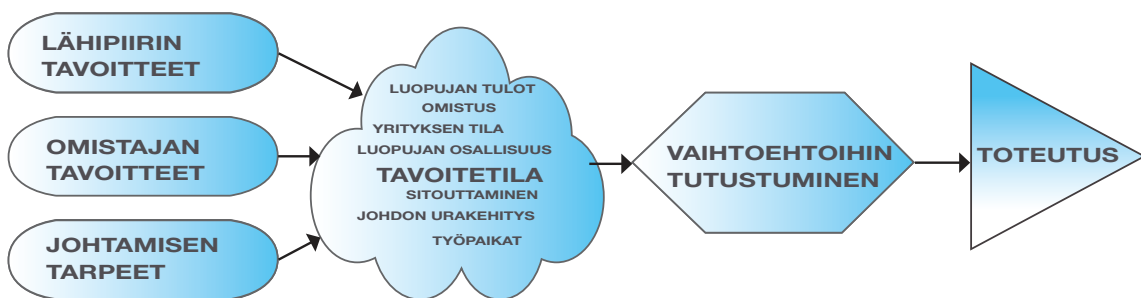 LÄHIPIIRIN
TAVOITTEET
OMISTAJAN
TAVOITTEET
JOHTAMISEN
TARPEET
LUOPUJAN TULOT
OMISTUS
YRITYKSEN TILA
LUOPUJAN OSALLISUUS
TAVOITETILA
SITOUTTAMINEN
JOHDON URAKEHITYS
TYÖPAIKAT
VAIHTOEHTOIHIN
TUTUSTUMINEN
TOTEUTUS